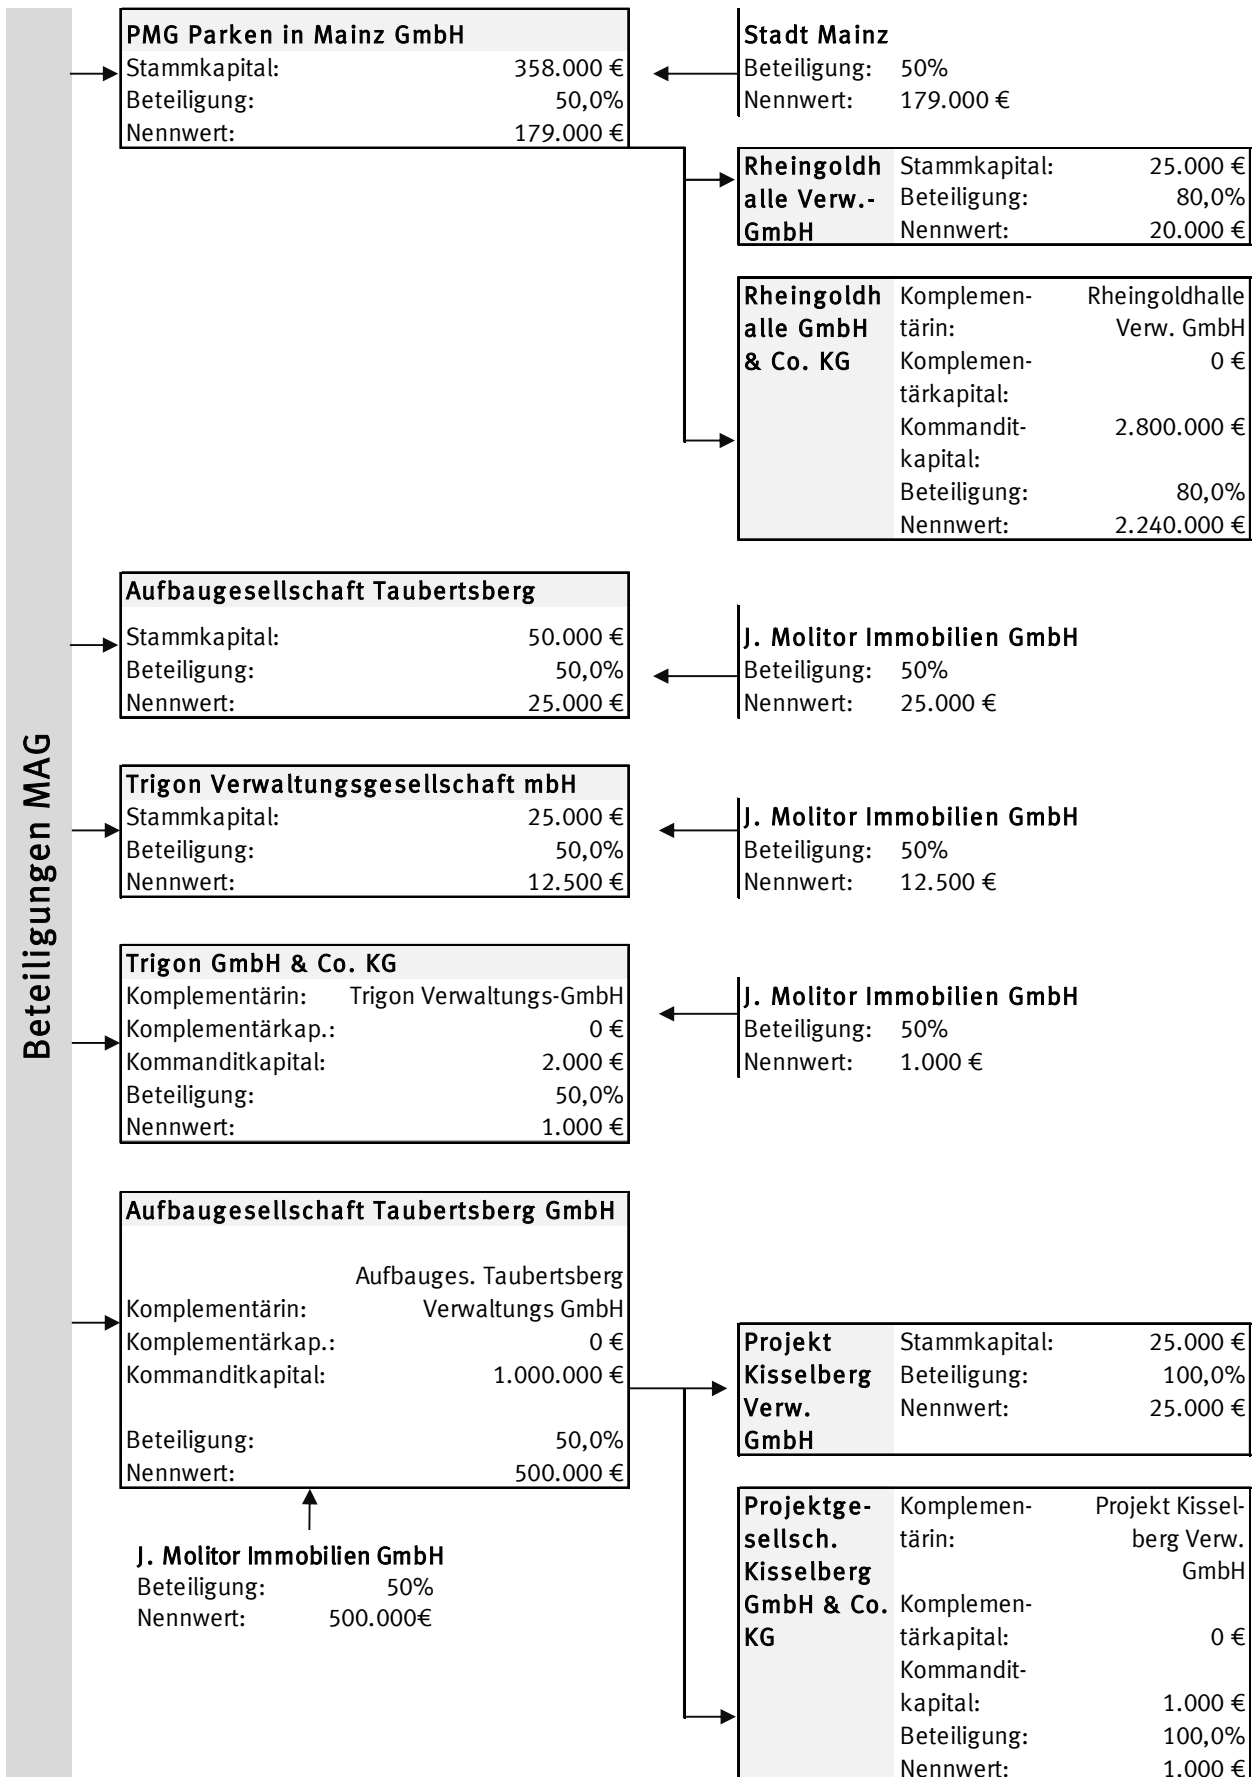 Beteiligungen MAG
PMG Parken in Mainz GmbH
Stammkapital: 358.000 €
Beteiligung: 50,0%
Nennwert: 179.000 €
Stadt Mainz
Beteiligung: 50%
Nennwert: 179.000 €
Rheingoldh Stammkapital: 25.000 €
alle Verw.- Beteiligung: 80,0%
GmbH Nennwert: 20.000 €
Rheingoldh Komplemen- Rheingoldhalle
alle GmbH tärin: Verw. GmbH
& Co. KG Komplemen- 0 €
tärkapital:
Kommandit- 2.800.000 €
kapital:
Beteiligung: 80,0%
Nennwert: 2.240.000 €
Aufbaugesellschaft Taubertsberg
Stammkapital: 50.000 €
Beteiligung: 50,0%
Nennwert: 25.000 €
J. Molitor Immobilien GmbH
Beteiligung: 50%
Nennwert: 25.000 €
Trigon Verwaltungsgesellschaft mbH
Stammkapital: 25.000 €
Beteiligung: 50,0%
Nennwert: 12.500 €
J. Molitor Immobilien GmbH
Beteiligung: 50%
Nennwert: 12.500 €
Trigon GmbH & Co. KG
Komplementärin: Trigon Verwaltungs-GmbH
Komplementärkap.: 0 €
Kommanditkapital: 2.000 €
Beteiligung: 50,0%
Nennwert: 1.000 €
J. Molitor Immobilien GmbH
Beteiligung: 50%
Nennwert: 1.000 €
Aufbaugesellschaft Taubertsberg GmbH
Aufbauges. Taubertsberg
Komplementärin: Verwaltungs GmbH
Komplementärkap.: 0 €
Kommanditkapital: 1.000.000 €
Beteiligung: 50,0%
Nennwert: 500.000 €
J. Molitor Immobilien GmbH
Beteiligung: 50%
Nennwert: 500.000€
Projekt Stammkapital: 25.000 €
Kisselberg Beteiligung: 100,0%
Verw. Nennwert: 25.000 €
GmbH
Projektge- Komplemen- Projekt Kissel-
sellsch. tärin: berg Verw.
Kisselberg GmbH
GmbH & Co. Komplemen-
KG tärkapital: 0 €
Kommandit-
kapital: 1.000 €
Beteiligung: 100,0%
Nennwert: 1.000 €